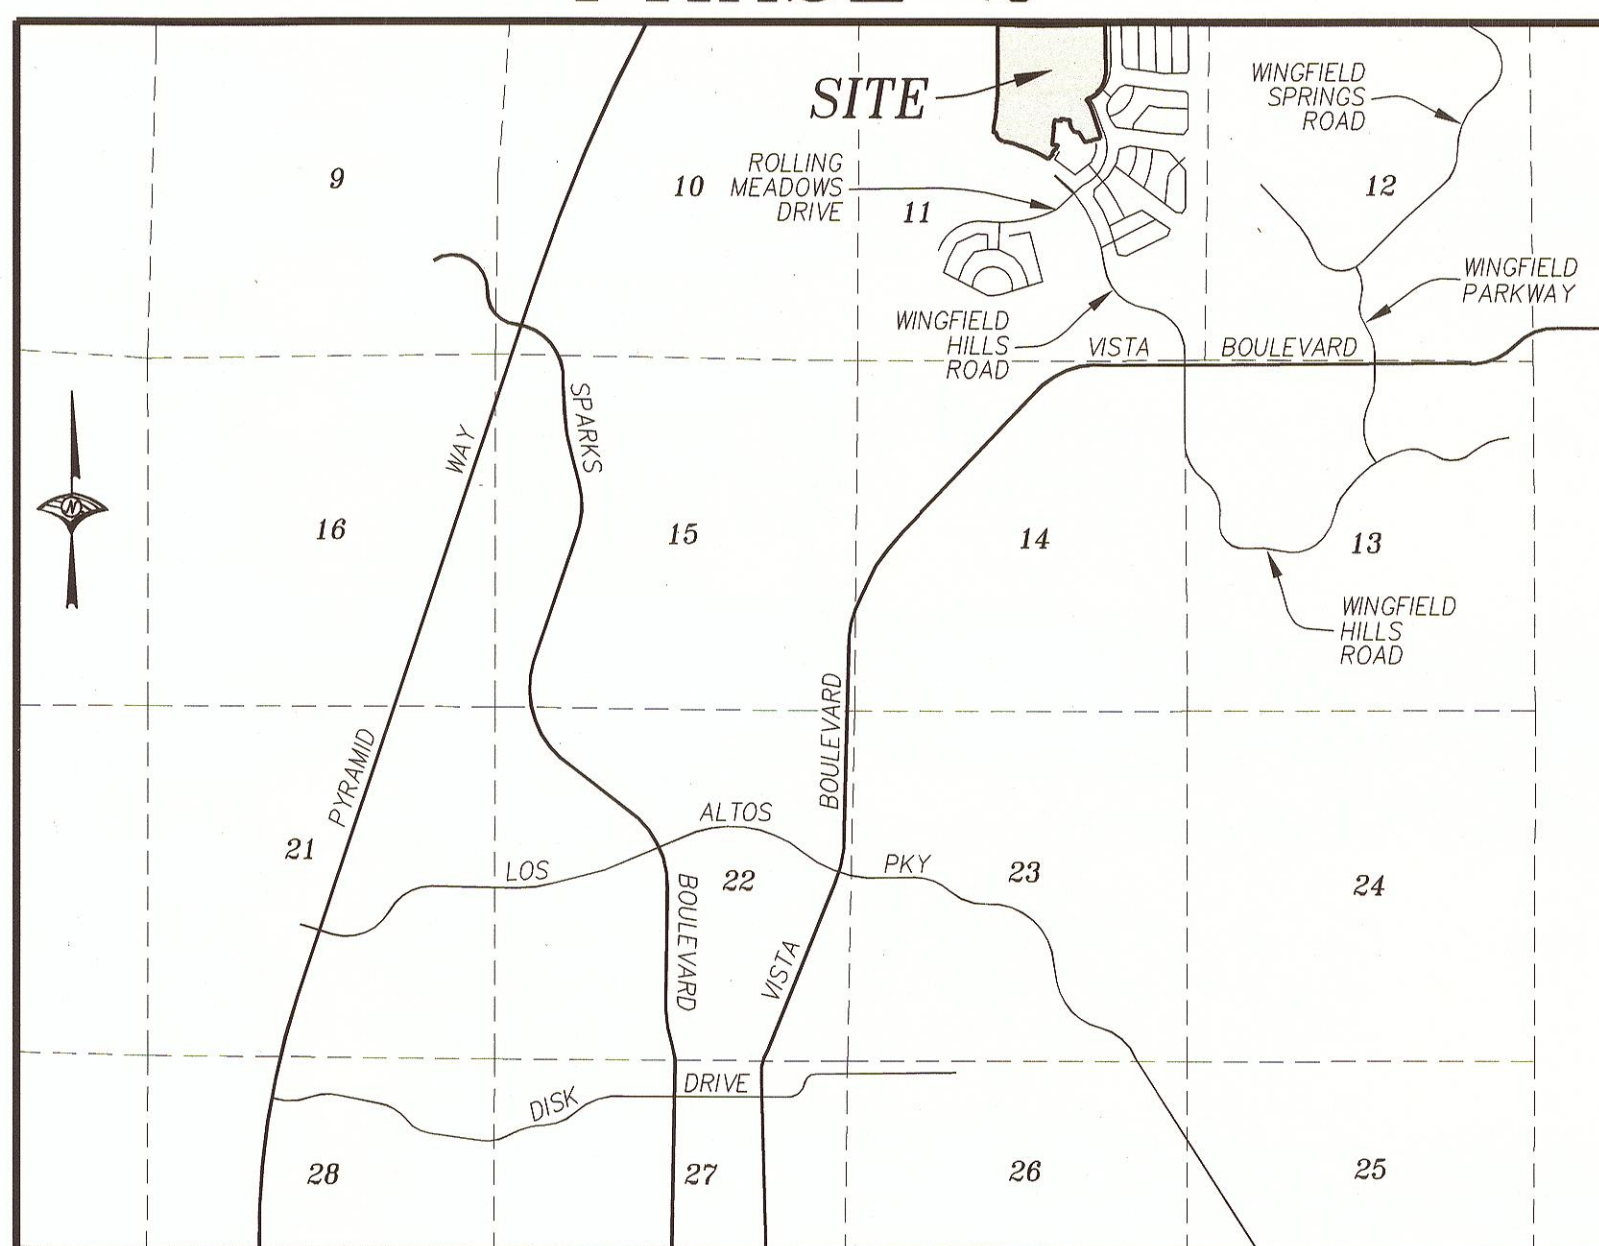 SITE
WINGFIELD
SPRINGS
ROAD
9
10
ROLLING
MEADOWS
DRIVE
11
12
WINGFIELD
PARKWAY
WINGFIELD
HILLS
ROAD
VISTA BOULEVARD
SPARKS
WAY
N
16
15
14
13
WINGFIELD
HILLS
ROAD
BOULEVARD
PYRAMID
ALTOS
21
LOS
22
PKY
23
24
BOULEVARD
VISTA
DISK
DRIVE
28
27
26
25